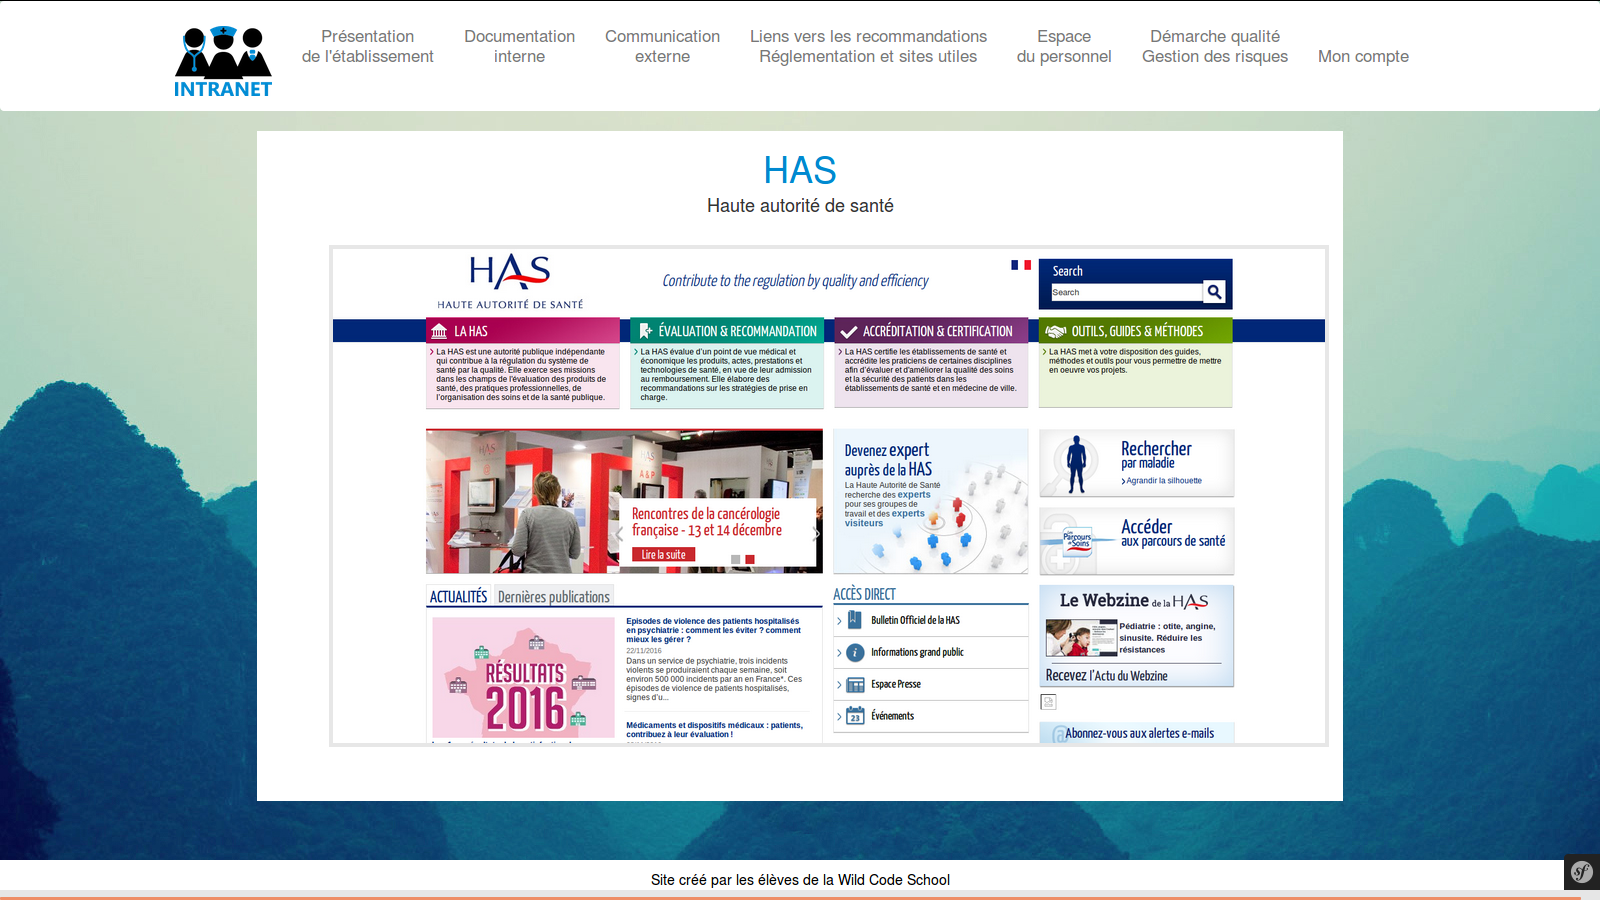 INTRANET
Présentation
de l'établissement
Documentation
interne
Communication
externe
Liens vers les recommandations
Réglementation et sites utiles
Espace
du personnel
Démarche qualité
Gestion des risques
Mon compte
HAS
Haute autorité de santé
HAS
HAUTE AUTORITÉ DE SANTÉ
Contribute to the regulation by quality and efficiency
Search
Search
LA HAS
La HAS est une autorité publique indépendante
qui contribue à la régulation du système de
santé par la qualité. Elle exerce ses missions
dans les champs de l'évaluation des produits de
santé, des pratiques professionnelles, de
l'organisation des soins et de la santé publique.
ÉVALUATION & RECOMMANDATION
La HAS évalue d'un point de vue médical et
économique les produits, actes, prestations et
technologies de santé, en vue de leur admission
au remboursement. Elle élabore des
recommandations sur les stratégies de prise en
charge.
ACCRÉDITATION & CERTIFICATION
La HAS certifie les établissements de santé et
accrédite les praticiens de certaines disciplines
afin d'évaluer et d'améliorer la qualité des soins
et la sécurité des patients dans les
établissements de santé et en médecine de ville.
OUTILS, GUIDES & MÉTHODES
La HAS met à votre disposition des guides,
méthodes et outils pour vous permettre de mettre
en oeuvre vos projets.
HAS
HAS
A & P
Rencontres de la cancérologie
française - 13 et 14 décembre
Lire la suite
Devenez expert
auprès de la HAS
La Haute Autorité de Santé
recherche des experts
pour ses groupes de
travail et des experts
visiteurs
Rechercher
par maladie
Agrandir la silhouette
Les
Parcours
de Soins
Accéder
aux parcours de santé
ACTUALITÉS
Dernières publications
RÉSULTATS
2016
Episodes de violence des patients hospitalisés
en psychiatrie : comment les éviter ? comment
mieux les gérer ?
22/11/2016
Dans un service de psychiatrie, trois incidents
violents se produiraient chaque semaine, soit
environ 500 000 incidents par an en France*. Ces
épisodes de violence de patients hospitalisés,
signes d'u...
Médicaments et dispositifs médicaux : patients,
contribuez à leur évaluation !
ACCÈS DIRECT
Bulletin Officiel de la HAS
Informations grand public
Espace Presse
23
Événements
Le Webzine de la HAS
Pédiatrie : otite, angine,
sinusite. Réduire les
résistances
Recevez l'Actu du Webzine
@Abonnez-vous aux alertes e-mails
Site créé par les élèves de la Wild Code School
sf